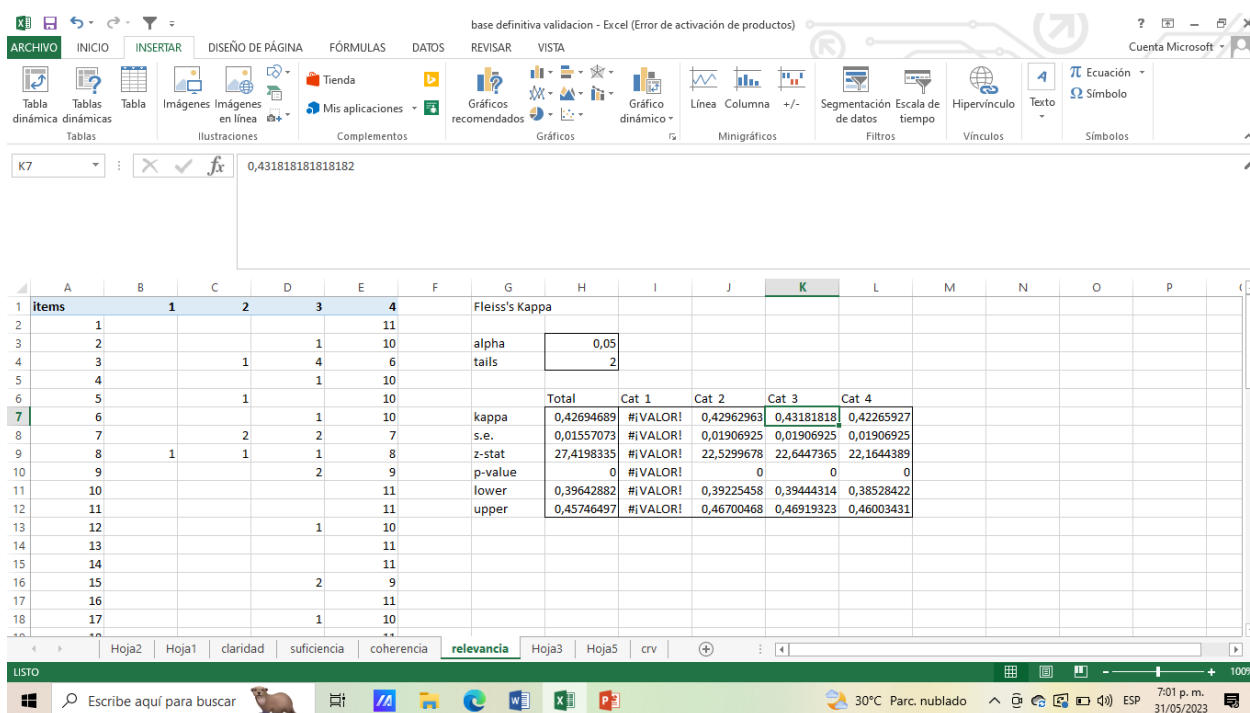 base definitiva validacion - Excel (Error de activación de productos)
ARCHIVO INICIO INSERTAR DISEÑO DE PÁGINA FÓRMULAS DATOS REVISAR VISTA Cuenta Microsoft
Tabla dinámica
Tablas dinámicas
Tabla
Imágenes
Imágenes en línea
Tienda
Mis aplicaciones
Gráficos recomendados
Gráfico dinámico
Línea
Columna
+/-
Segmentación de datos
Escala de tiempo
Hipervínculo
Texto
π Ecuación
Ω Símbolo
Tablas Ilustraciones Complementos Gráficos Minigráficos Filtros Vínculos Símbolos
K7 fx 0,431818181818182
A B C D E F G H I J K L M N O P
1 items 1 2 3 4 Fleiss's Kappa
2 1 11
3 2 1 10 alpha 0,05
4 3 1 4 6 tails 2
5 4 1 10
6 5 1 10 Total Cat 1 Cat 2 Cat 3 Cat 4
7 6 1 10 kappa 0,42694689 #¡VALOR! 0,42962963 0,43181818 0,42265927
8 7 2 2 7 s.e. 0,01557073 #¡VALOR! 0,01906925 0,01906925 0,01906925
9 8 1 1 1 8 z-stat 27,4198335 #¡VALOR! 22,5299678 22,6447365 22,1644389
10 9 2 9 p-value 0 #¡VALOR! 0 0 0
11 10 11 lower 0,39642882 #¡VALOR! 0,39225458 0,39444314 0,38528422
12 11 11 upper 0,45746497 #¡VALOR! 0,46700468 0,46919323 0,46003431
13 12 1 10
14 13 11
15 14 11
16 15 2 9
17 16 11
18 17 1 10
Hoja2 Hoja1 claridad suficiencia coherencia relevancia Hoja3 Hoja5 crv
LISTO 100%
Escribe aquí para buscar 30°C Parc. nublado ESP 7:01 p. m.
31/05/2023